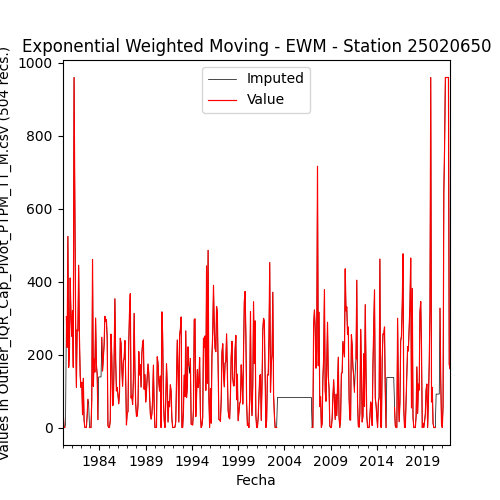 Exponential Weighted Moving - EWM - Station 25020650
Values in Outlier_IQR_Cap_Pivot_PTPM_TT_M.csv (504 recs.)
1000
800
600
400
200
0
Imputed
Value
1984
1989
1994
1999
2004
2009
2014
2019
Fecha